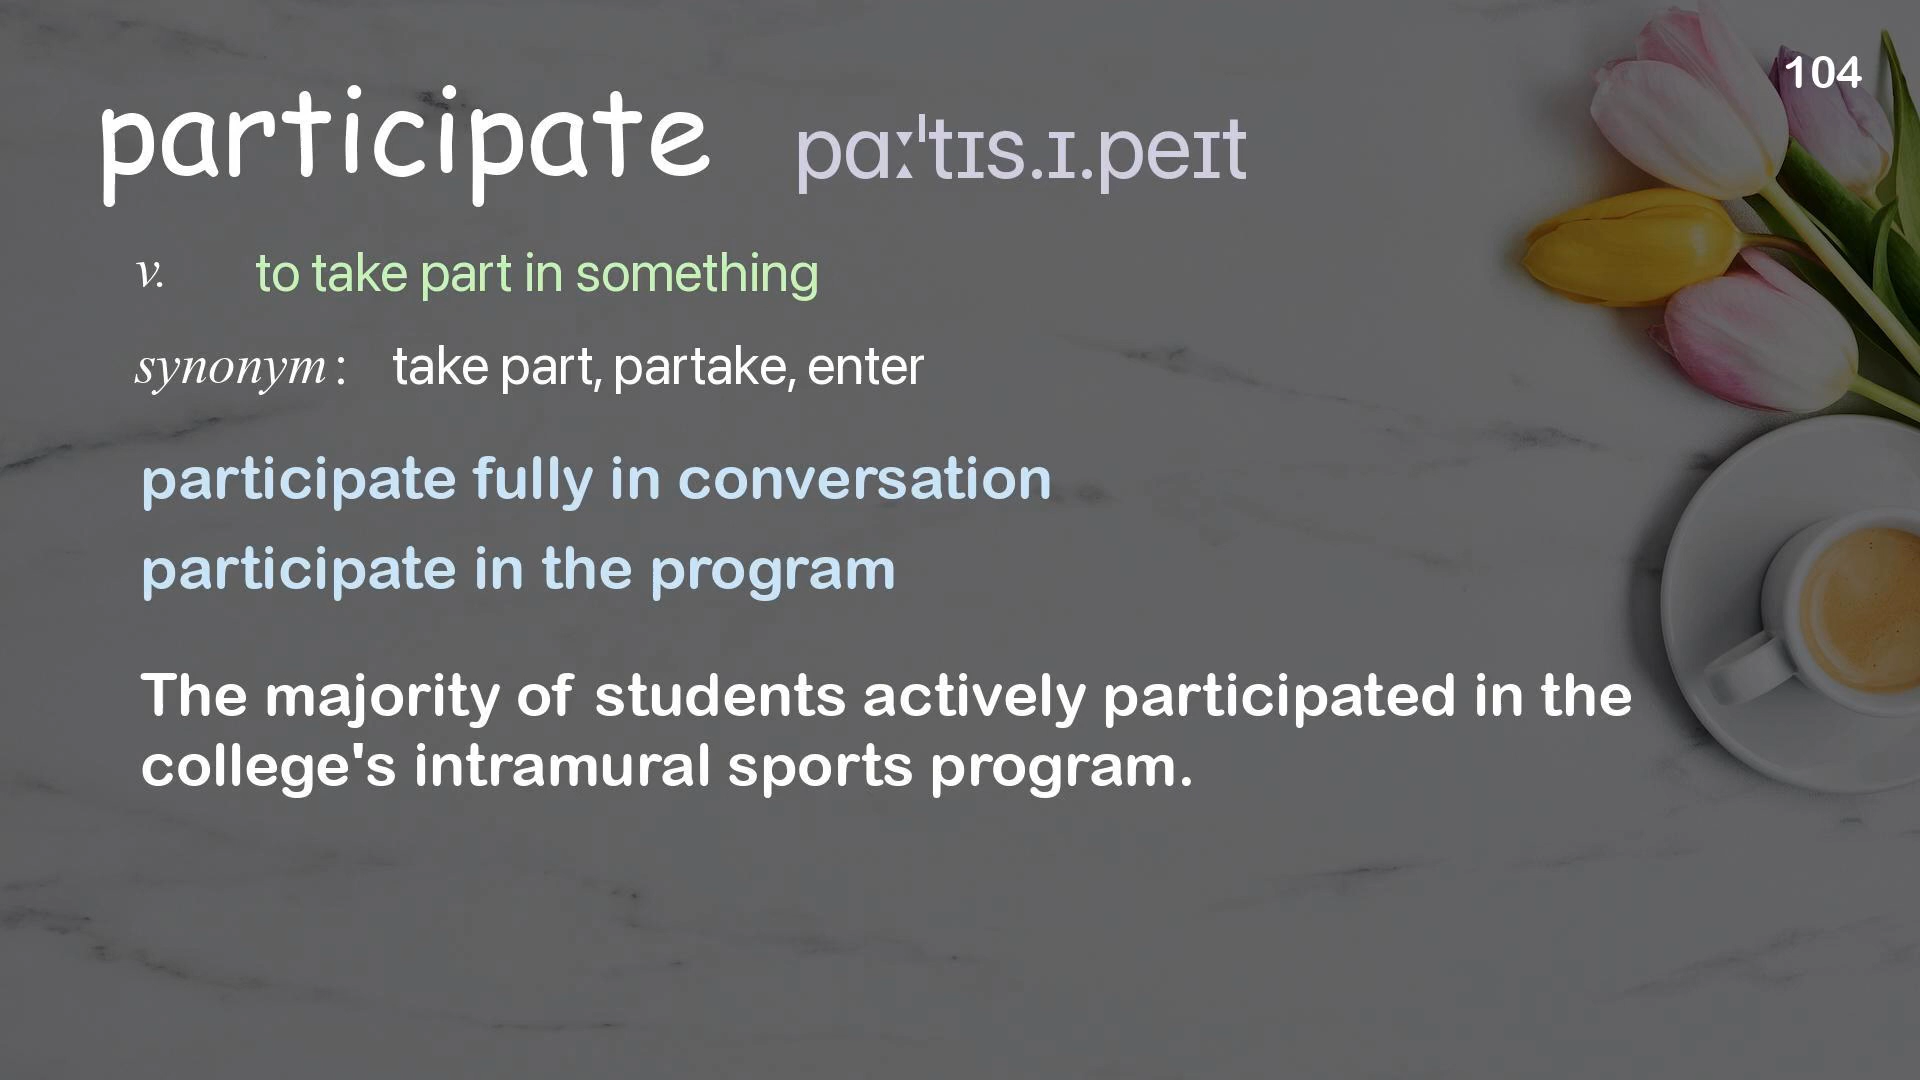 104
participate pɑːˈtɪs.ɪ.peɪt
v. to take part in something
synonym: take part, partake, enter
participate fully in conversation
participate in the program
The majority of students actively participated in the
college's intramural sports program.